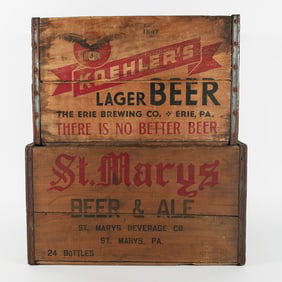 KOEHLER'S
LAGER BEER
THE ERIE BREWING CO. ERIE, PA.
THERE IS NO BETTER BEER
St. Marys
BEER & ALE
ST. MARYS BEVERAGE CO.
ST. MARYS, PA.
24 BOTTLES